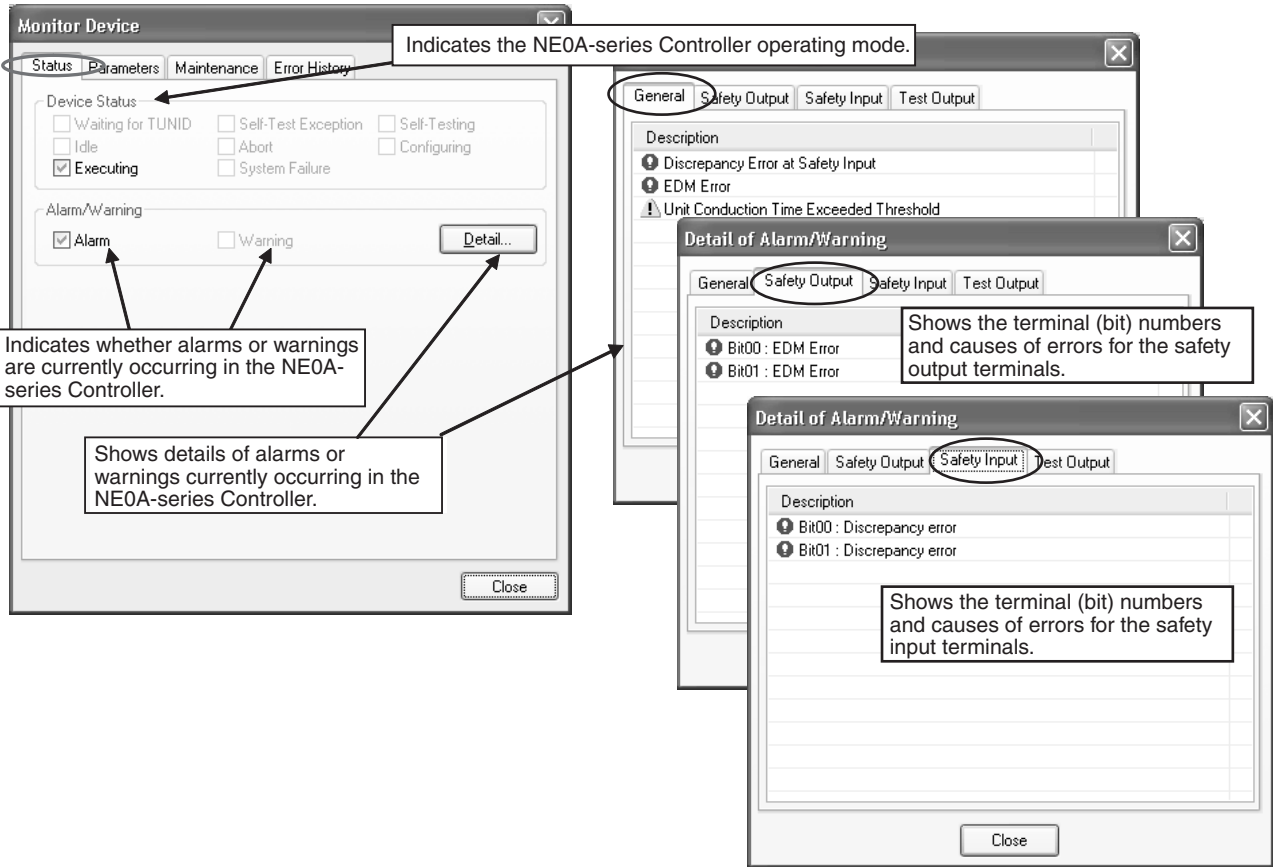 Monitor Device
Indicates the NE0A-series Controller operating mode.
Status Parameters Maintenance Error History
Device Status
Waiting for TUNID Self-Test Exception Self-Testing
Idle Abort Configuring
Executing System Failure
Alarm/Warning
Alarm Warning Detail...
Indicates whether alarms or warnings
are currently occurring in the NE0A-
series Controller.
Shows details of alarms or
warnings currently occurring in the
NE0A-series Controller.
Close
General Safety Output Safety Input Test Output
Description
Discrepancy Error at Safety Input
EDM Error
Unit Conduction Time Exceeded Threshold
Detail of Alarm/Warning
General Safety Output Safety Input Test Output
Description
Bit00 : EDM Error
Bit01 : EDM Error
Shows the terminal (bit) numbers
and causes of errors for the safety
output terminals.
Detail of Alarm/Warning
General Safety Output Safety Input Test Output
Description
Bit00 : Discrepancy error
Bit01 : Discrepancy error
Shows the terminal (bit) numbers
and causes of errors for the safety
input terminals.
Close